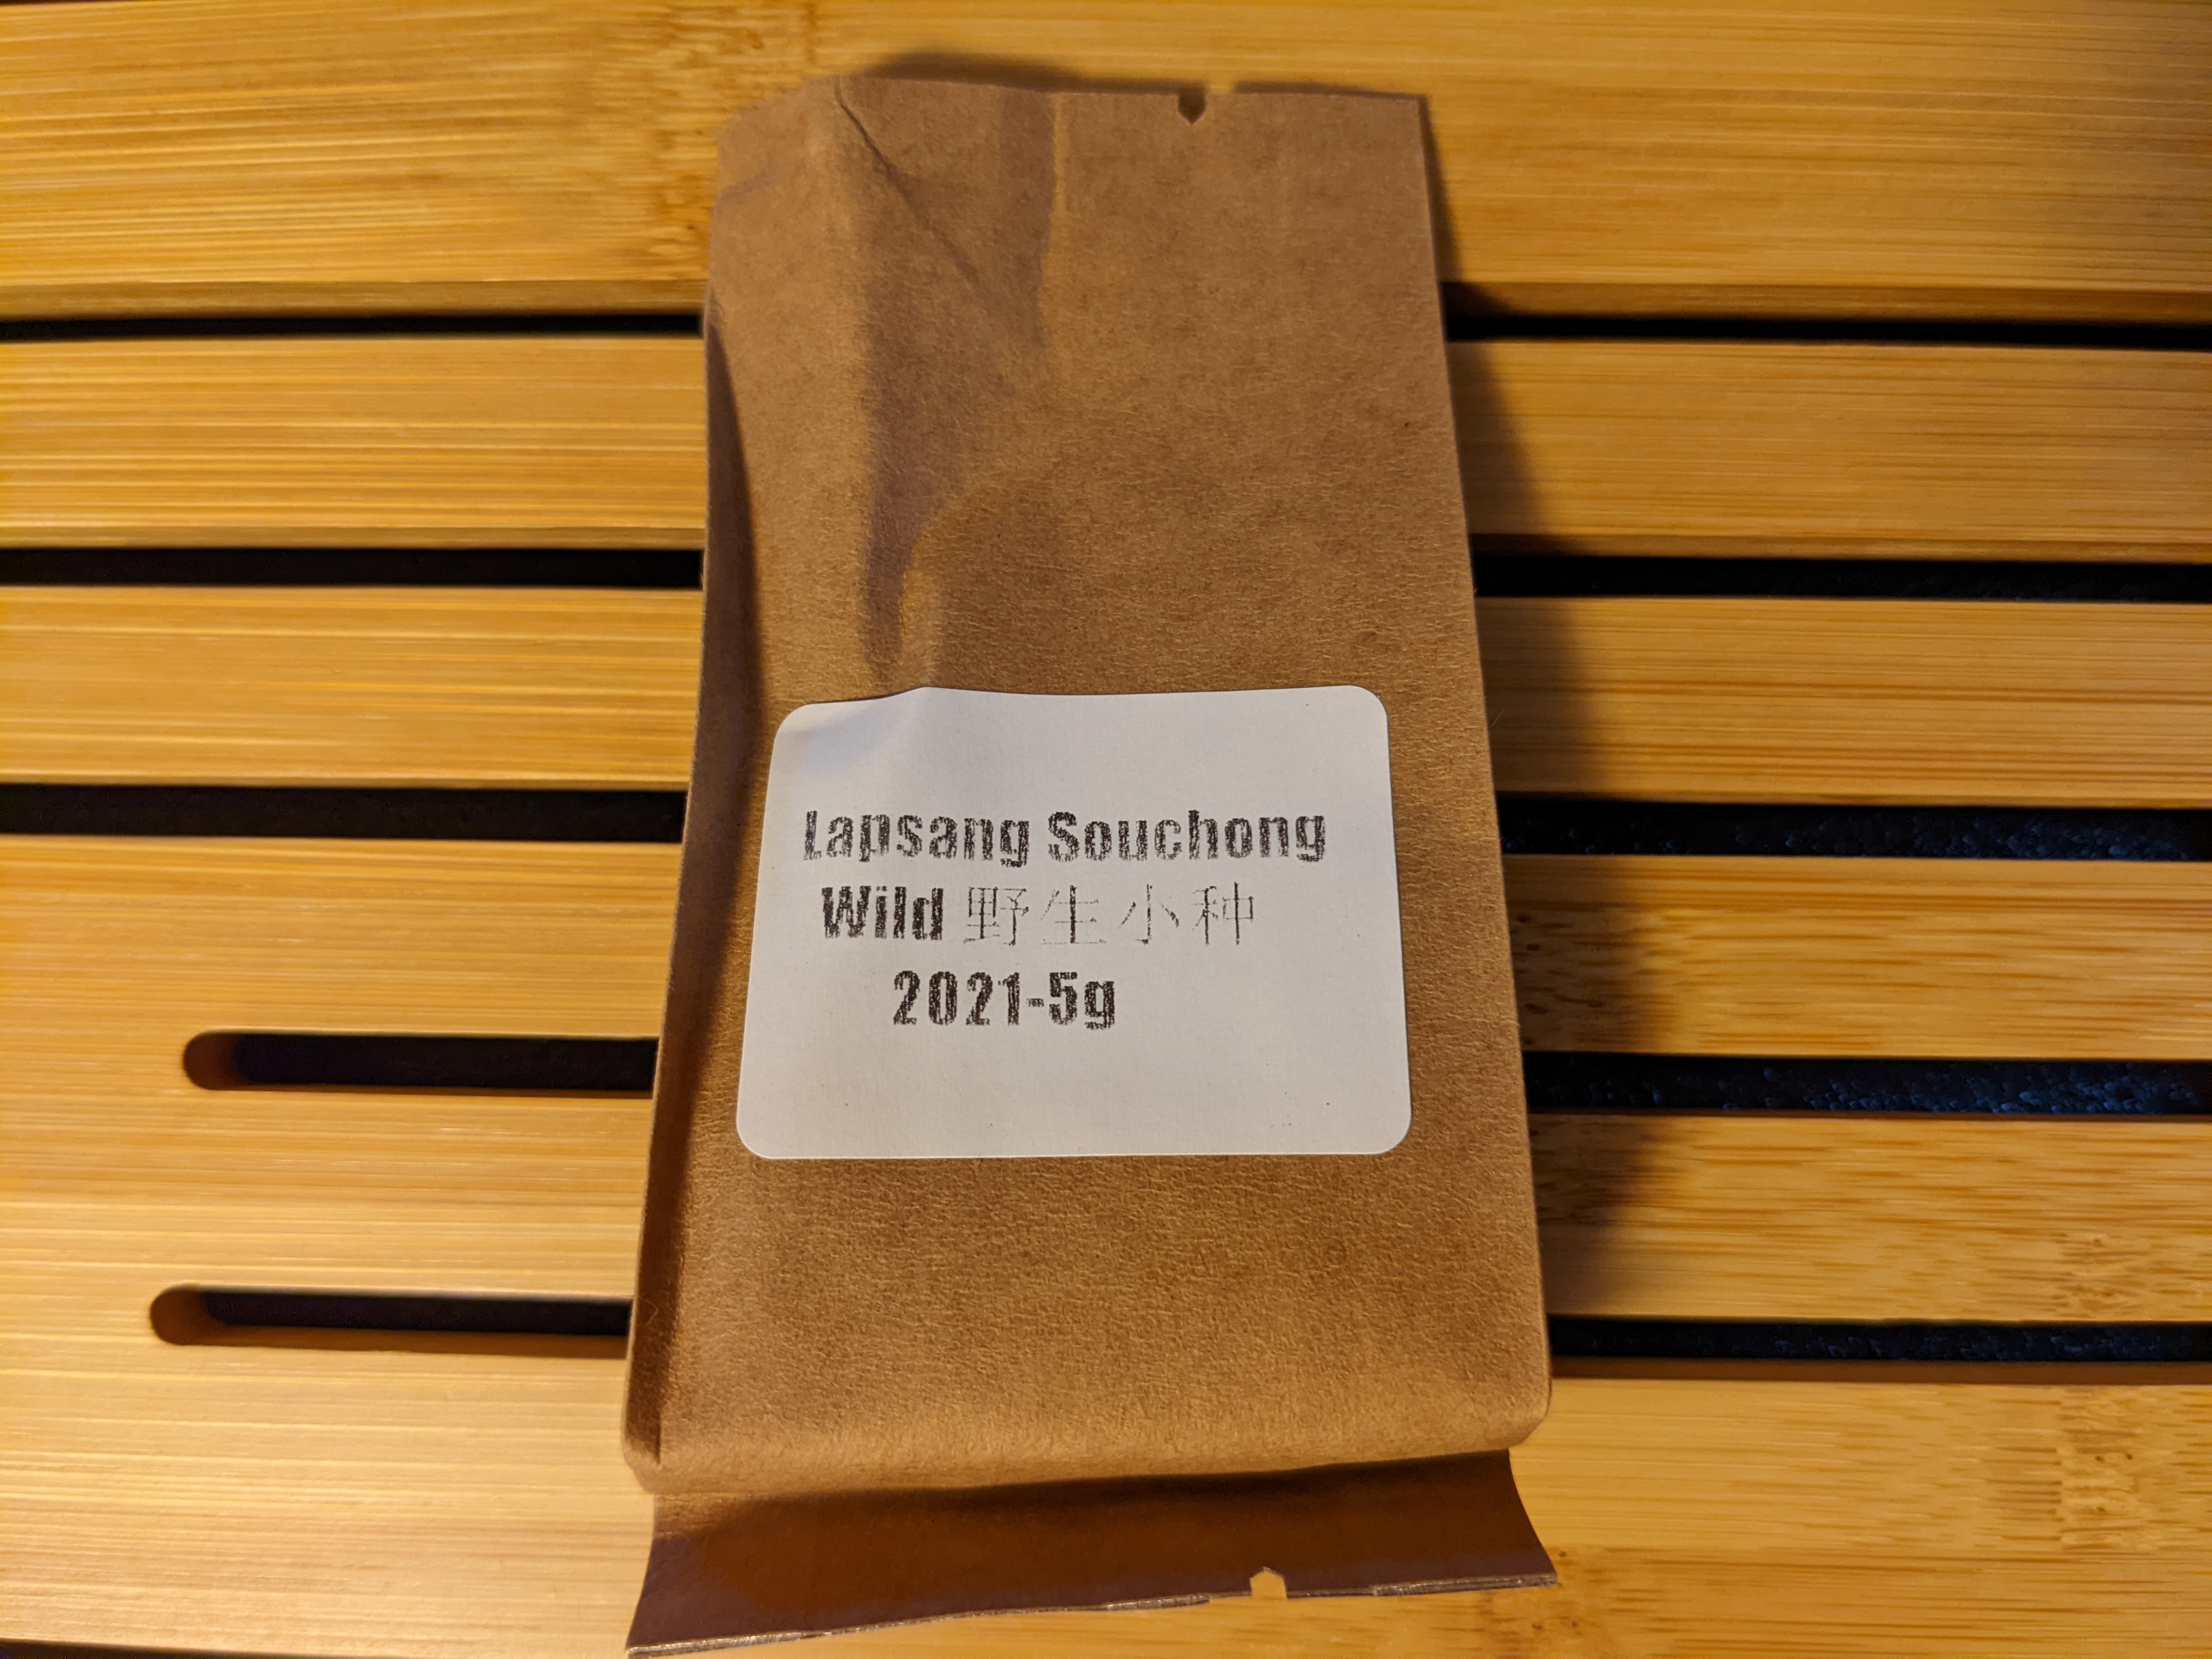 Lapsang Souchong
Wild 野生小种
2021-5g